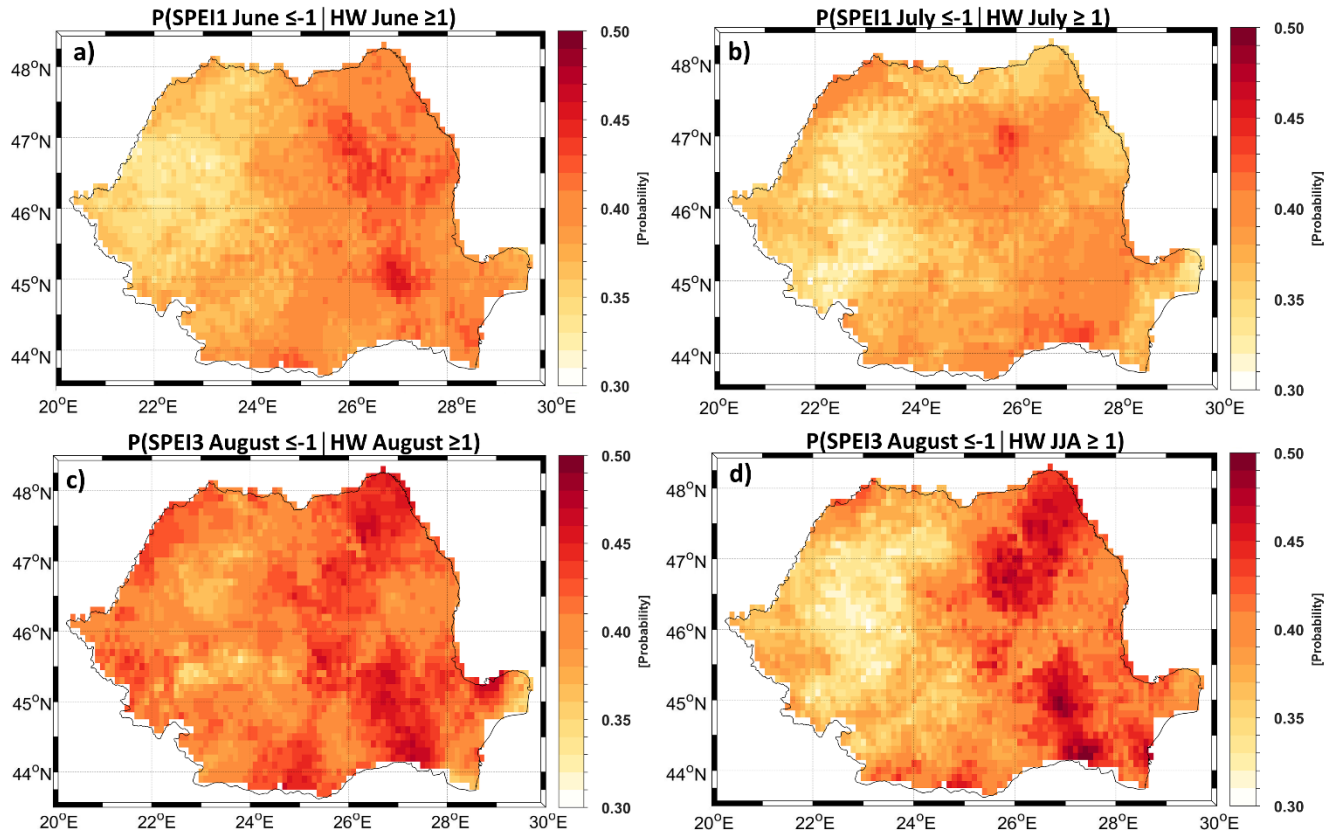 P(SPEI1 June ≤-1│HW June ≥1)
a)
48°N
47°N
46°N
45°N
44°N
20°E 22°E 24°E 26°E 28°E 30°E
0.50
0.45
0.40
0.35
0.30
[Probability]
P(SPEI1 July ≤-1│HW July ≥ 1)
b)
48°N
47°N
46°N
45°N
44°N
20°E 22°E 24°E 26°E 28°E 30°E
0.50
0.45
0.40
0.35
0.30
[Probability]
P(SPEI3 August ≤-1│HW August ≥1)
c)
48°N
47°N
46°N
45°N
44°N
20°E 22°E 24°E 26°E 28°E 30°E
0.50
0.45
0.40
0.35
0.30
[Probability]
P(SPEI3 August ≤-1│HW JJA ≥ 1)
d)
48°N
47°N
46°N
45°N
44°N
20°E 22°E 24°E 26°E 28°E 30°E
0.50
0.45
0.40
0.35
0.30
[Probability]